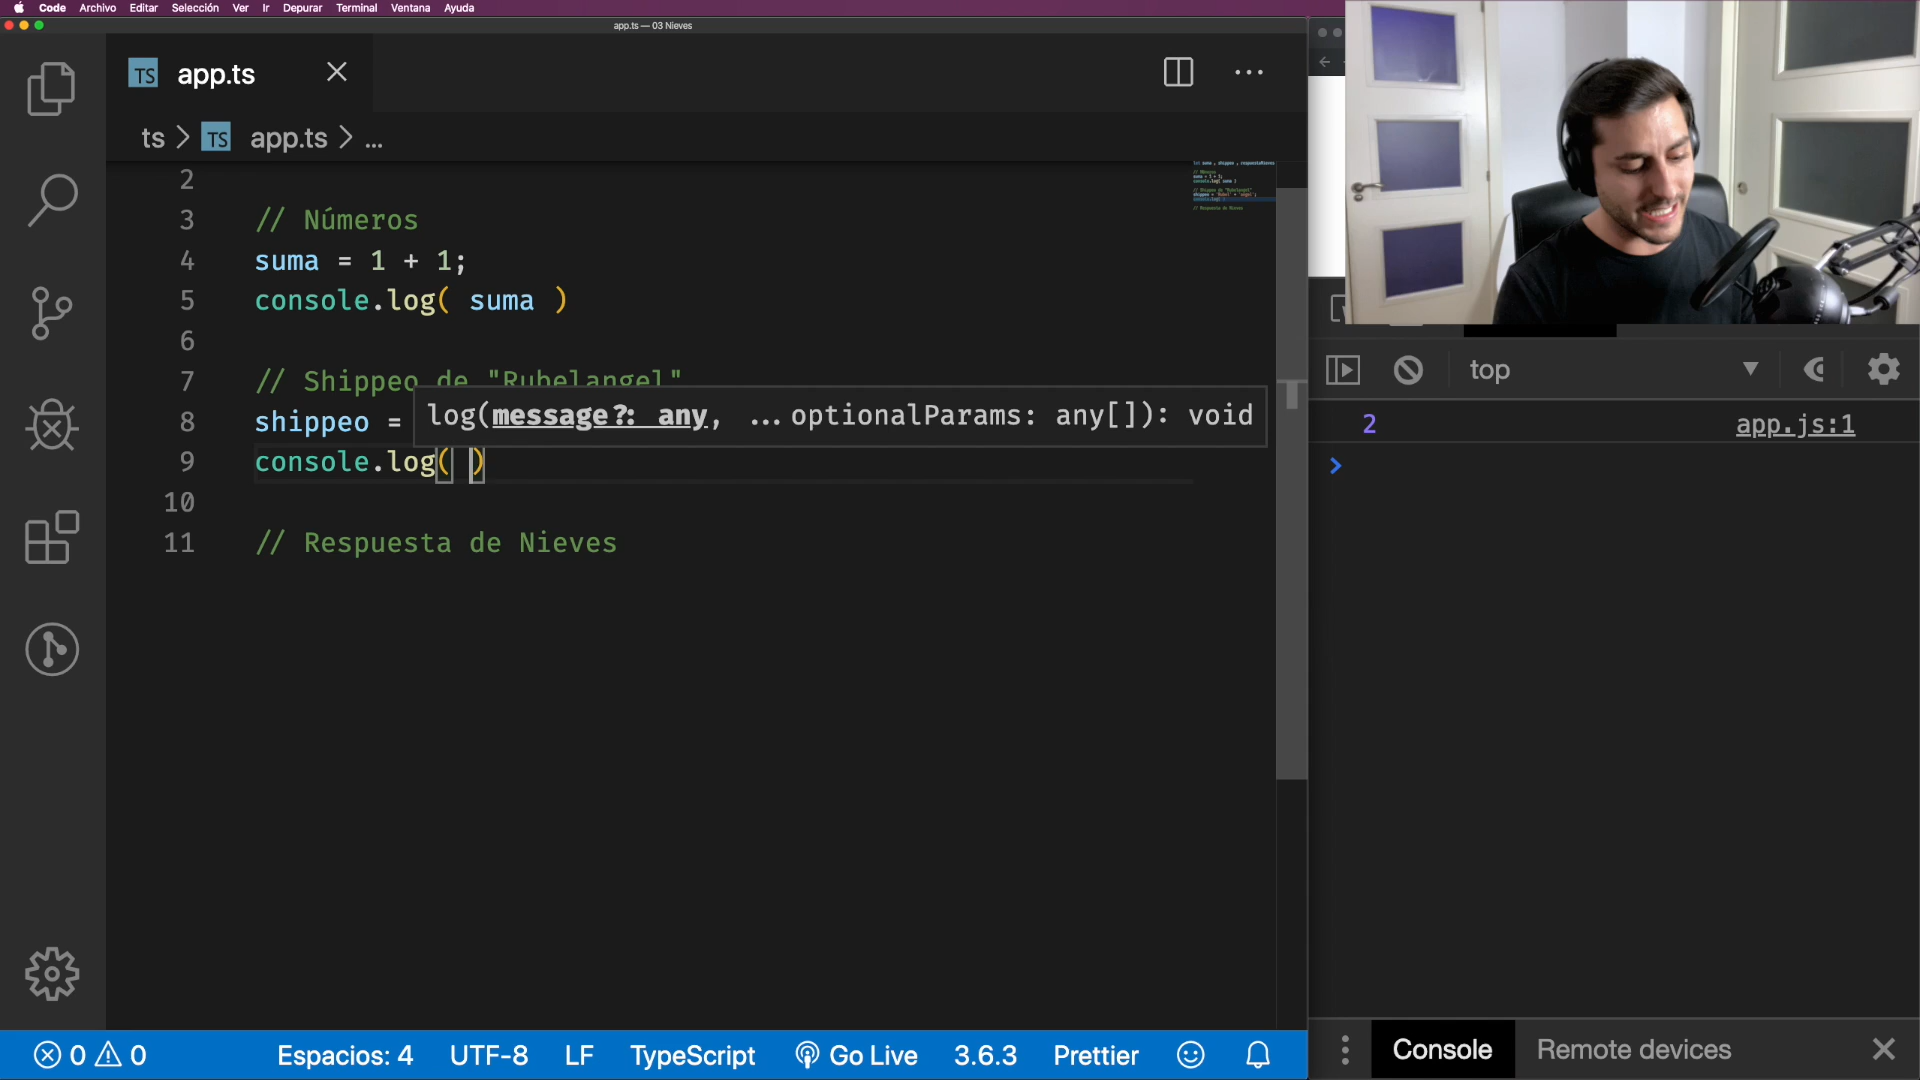 Code Archivo Editar Selección Ver Ir Depurar Terminal Ventana Ayuda
app.ts — 03 Nieves
TS app.ts
ts > TS app.ts > ...
2
3 // Números
4 suma = 1 + 1;
5 console.log( suma )
6
7 // Shippeo de "Rubelangel"
8 shippeo =
log(message?: any, ...optionalParams: any[]): void
9 console.log( )
10
11 // Respuesta de Nieves
top
2 app.js:1
0 0 Espacios: 4 UTF-8 LF TypeScript Go Live 3.6.3 Prettier
Console Remote devices